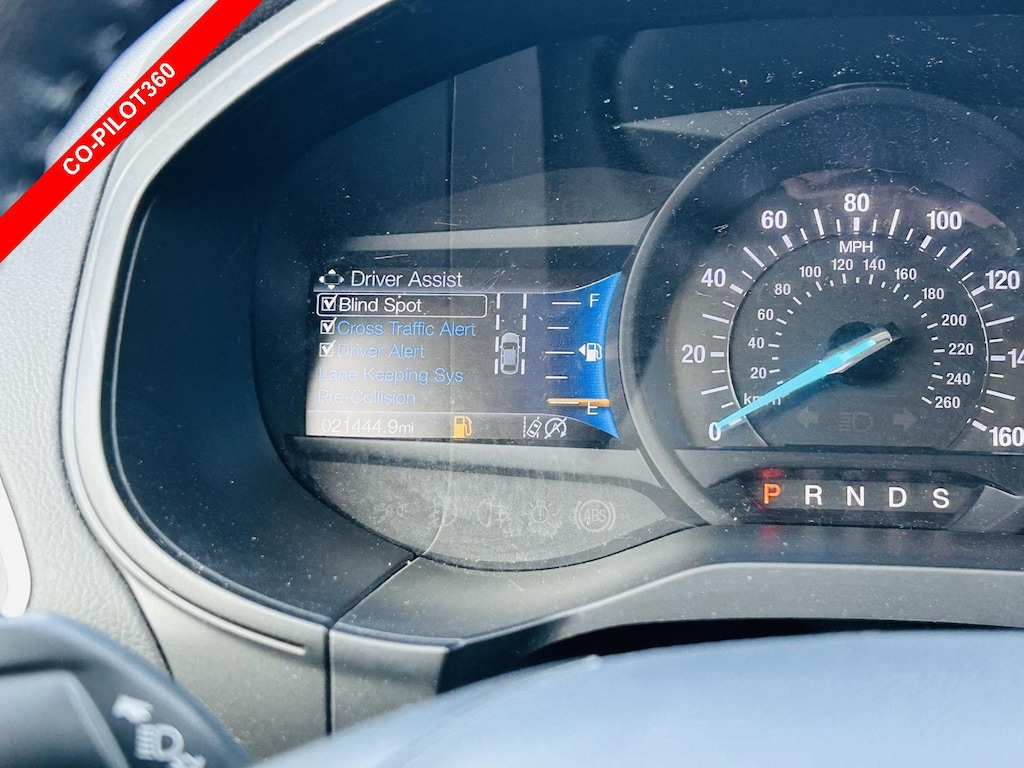 CO-PILOT360
Driver Assist
Blind Spot
Cross Traffic Alert
Driver Alert
Lane Keeping Sys
Pre-Collision
021444.9mi
F
E
0 20 40 60 80 100 120 14 160
MPH
20 40 60 80 100 120 140 160 180 200 220 240 260
km/h
P R N D S
ABS